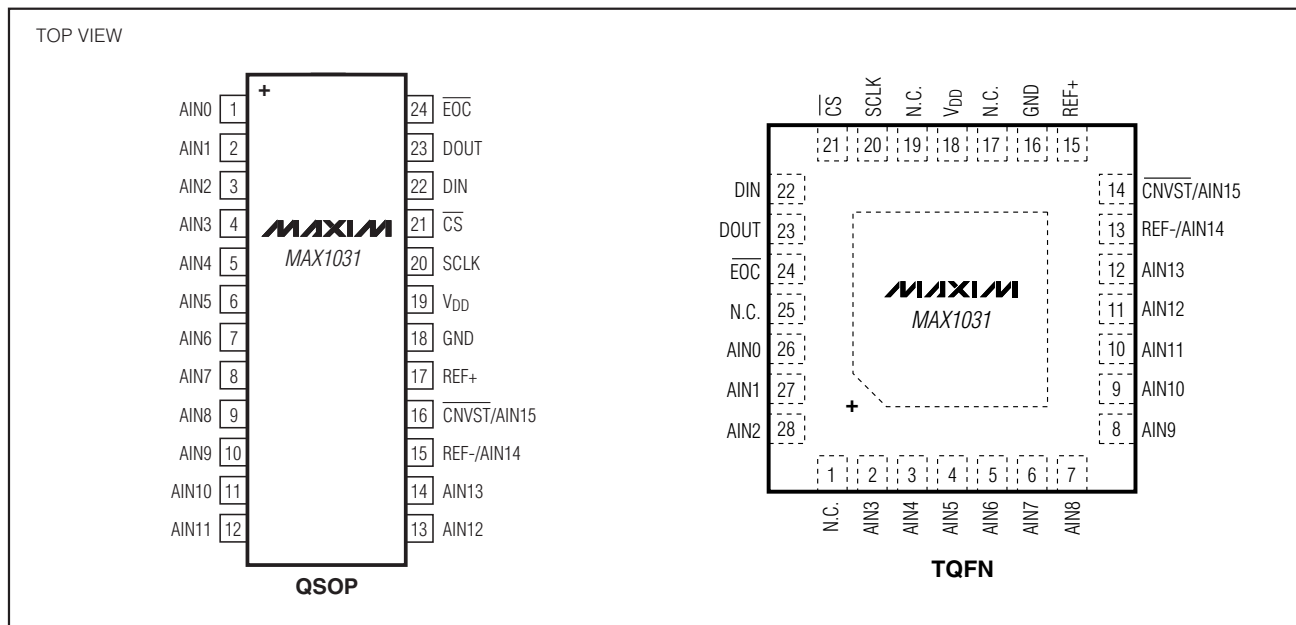 TOP VIEW
+
AIN0 1
AIN1 2
AIN2 3
AIN3 4
AIN4 5
AIN5 6
AIN6 7
AIN7 8
AIN8 9
AIN9 10
AIN10 11
AIN11 12
24 EOC
23 DOUT
22 DIN
21 CS
20 SCLK
19 VDD
18 GND
17 REF+
16 CNVST/AIN15
15 REF-/AIN14
14 AIN13
13 AIN12
MAXIM
MAX1031
QSOP
CS SCLK N.C. VDD N.C. GND REF+
21 20 19 18 17 16 15
DIN 22
DOUT 23
EOC 24
N.C. 25
AIN0 26
AIN1 27
AIN2 28
14 CNVST/AIN15
13 REF-/AIN14
12 AIN13
11 AIN12
10 AIN11
9 AIN10
8 AIN9
MAXIM
MAX1031
+
1 2 3 4 5 6 7
N.C. AIN3 AIN4 AIN5 AIN6 AIN7 AIN8
TQFN